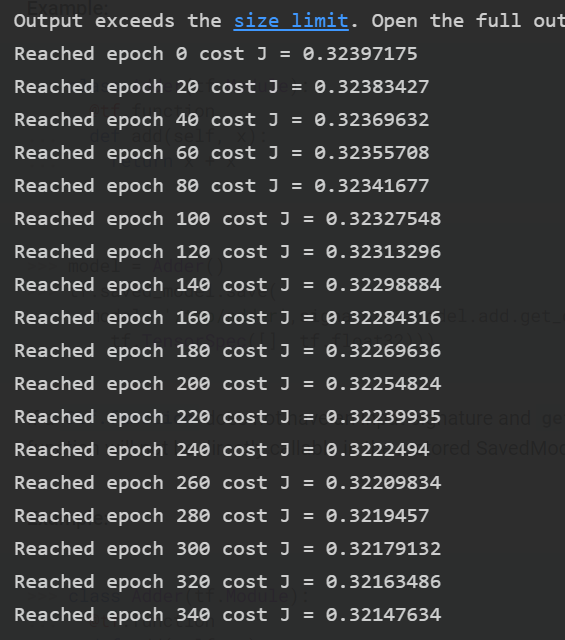 Output exceeds the size limit. Open the full out
Reached epoch 0 cost J = 0.32397175
Reached epoch 20 cost J = 0.32383427
Reached epoch 40 cost J = 0.32369632
Reached epoch 60 cost J = 0.32355708
Reached epoch 80 cost J = 0.32341677
Reached epoch 100 cost J = 0.32327548
Reached epoch 120 cost J = 0.32313296
Reached epoch 140 cost J = 0.32298884
Reached epoch 160 cost J = 0.32284316
Reached epoch 180 cost J = 0.32269636
Reached epoch 200 cost J = 0.32254824
Reached epoch 220 cost J = 0.32239935
Reached epoch 240 cost J = 0.3222494
Reached epoch 260 cost J = 0.32209834
Reached epoch 280 cost J = 0.3219457
Reached epoch 300 cost J = 0.32179132
Reached epoch 320 cost J = 0.32163486
Reached epoch 340 cost J = 0.32147634